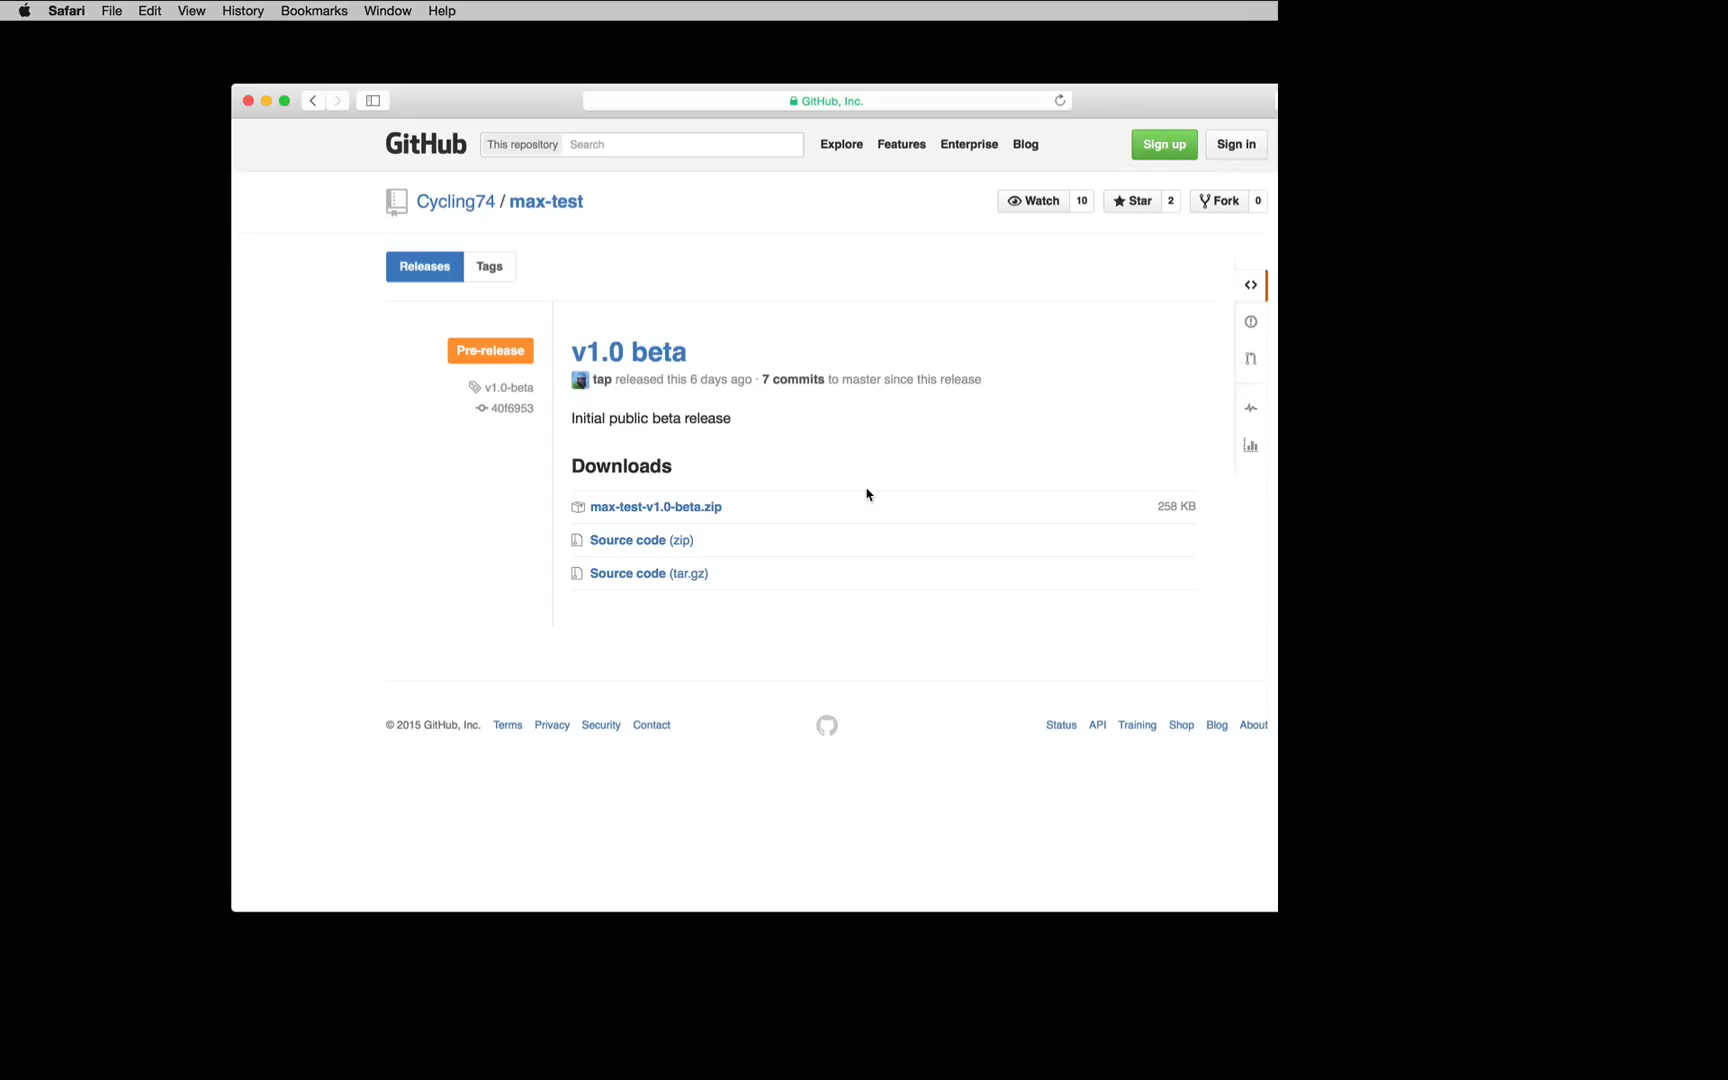 Safari File Edit View History Bookmarks Window Help
GitHub, Inc.
GitHub This repository Search Explore Features Enterprise Blog Sign up Sign in
Cycling74 / max-test Watch 10 Star 2 Fork 0
Releases Tags
Pre-release v1.0 beta
v1.0-beta tap released this 6 days ago · 7 commits to master since this release
40f6953
Initial public beta release
Downloads
max-test-v1.0-beta.zip 258 KB
Source code (zip)
Source code (tar.gz)
© 2015 GitHub, Inc. Terms Privacy Security Contact Status API Training Shop Blog About